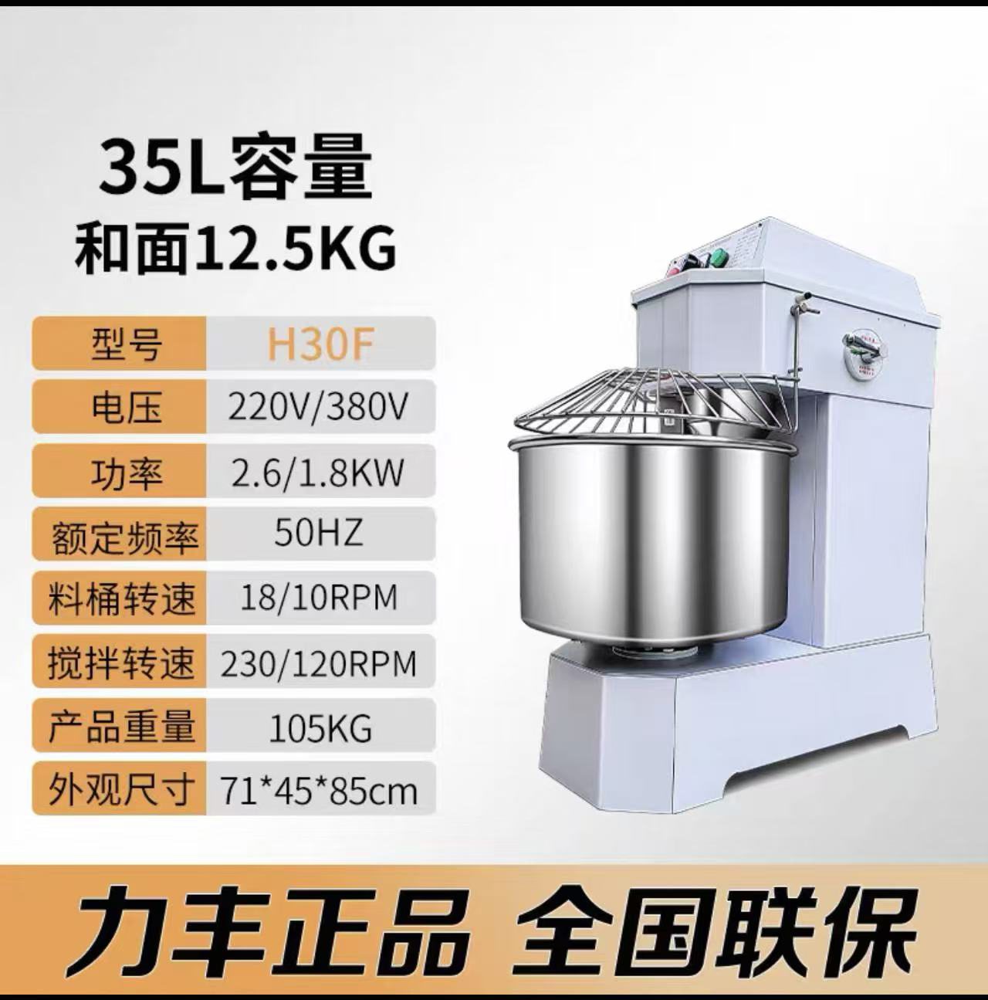 35L容量
和面12.5KG
型号 H30F
电压 220V/380V
功率 2.6/1.8KW
额定频率 50HZ
料桶转速 18/10RPM
搅拌转速 230/120RPM
产品重量 105KG
外观尺寸 71*45*85cm
力丰正品 全国联保